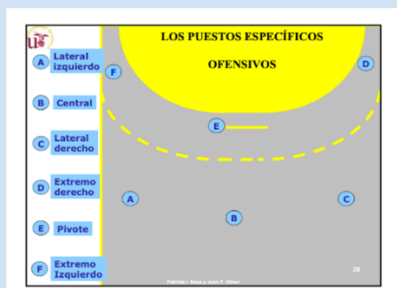 LOS PUESTOS ESPECÍFICOS
OFENSIVOS
A Lateral
izquierdo
B Central
C Lateral
derecho
D Extremo
derecho
E Pivote
F Extremo
Izquierdo
F
D
E
A
C
B
28